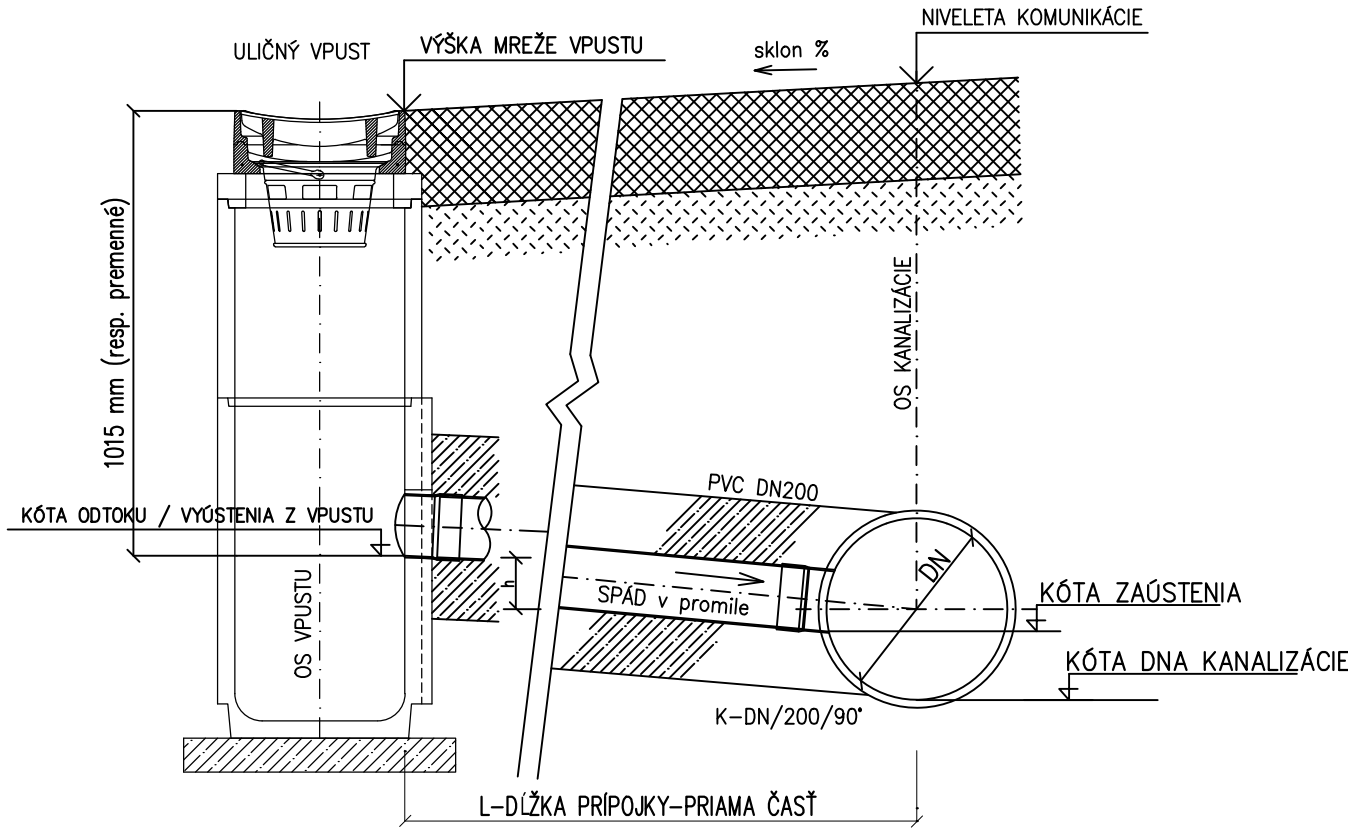 NIVELETA KOMUNIKÁCIE
ULIČNÝ VPUST
VÝŠKA MREŽE VPUSTU
sklon %
1015 mm (resp. premenné)
OS KANALIZÁCIE
PVC DN200
KÓTA ODTOKU / VYÚSTENIA Z VPUSTU
h
SPÁD v promile
DN
KÓTA ZAÚSTENIA
OS VPUSTU
KÓTA DNA KANALIZÁCIE
K-DN/200/90°
L-DĹŽKA PRÍPOJKY-PRIAMA ČASŤ